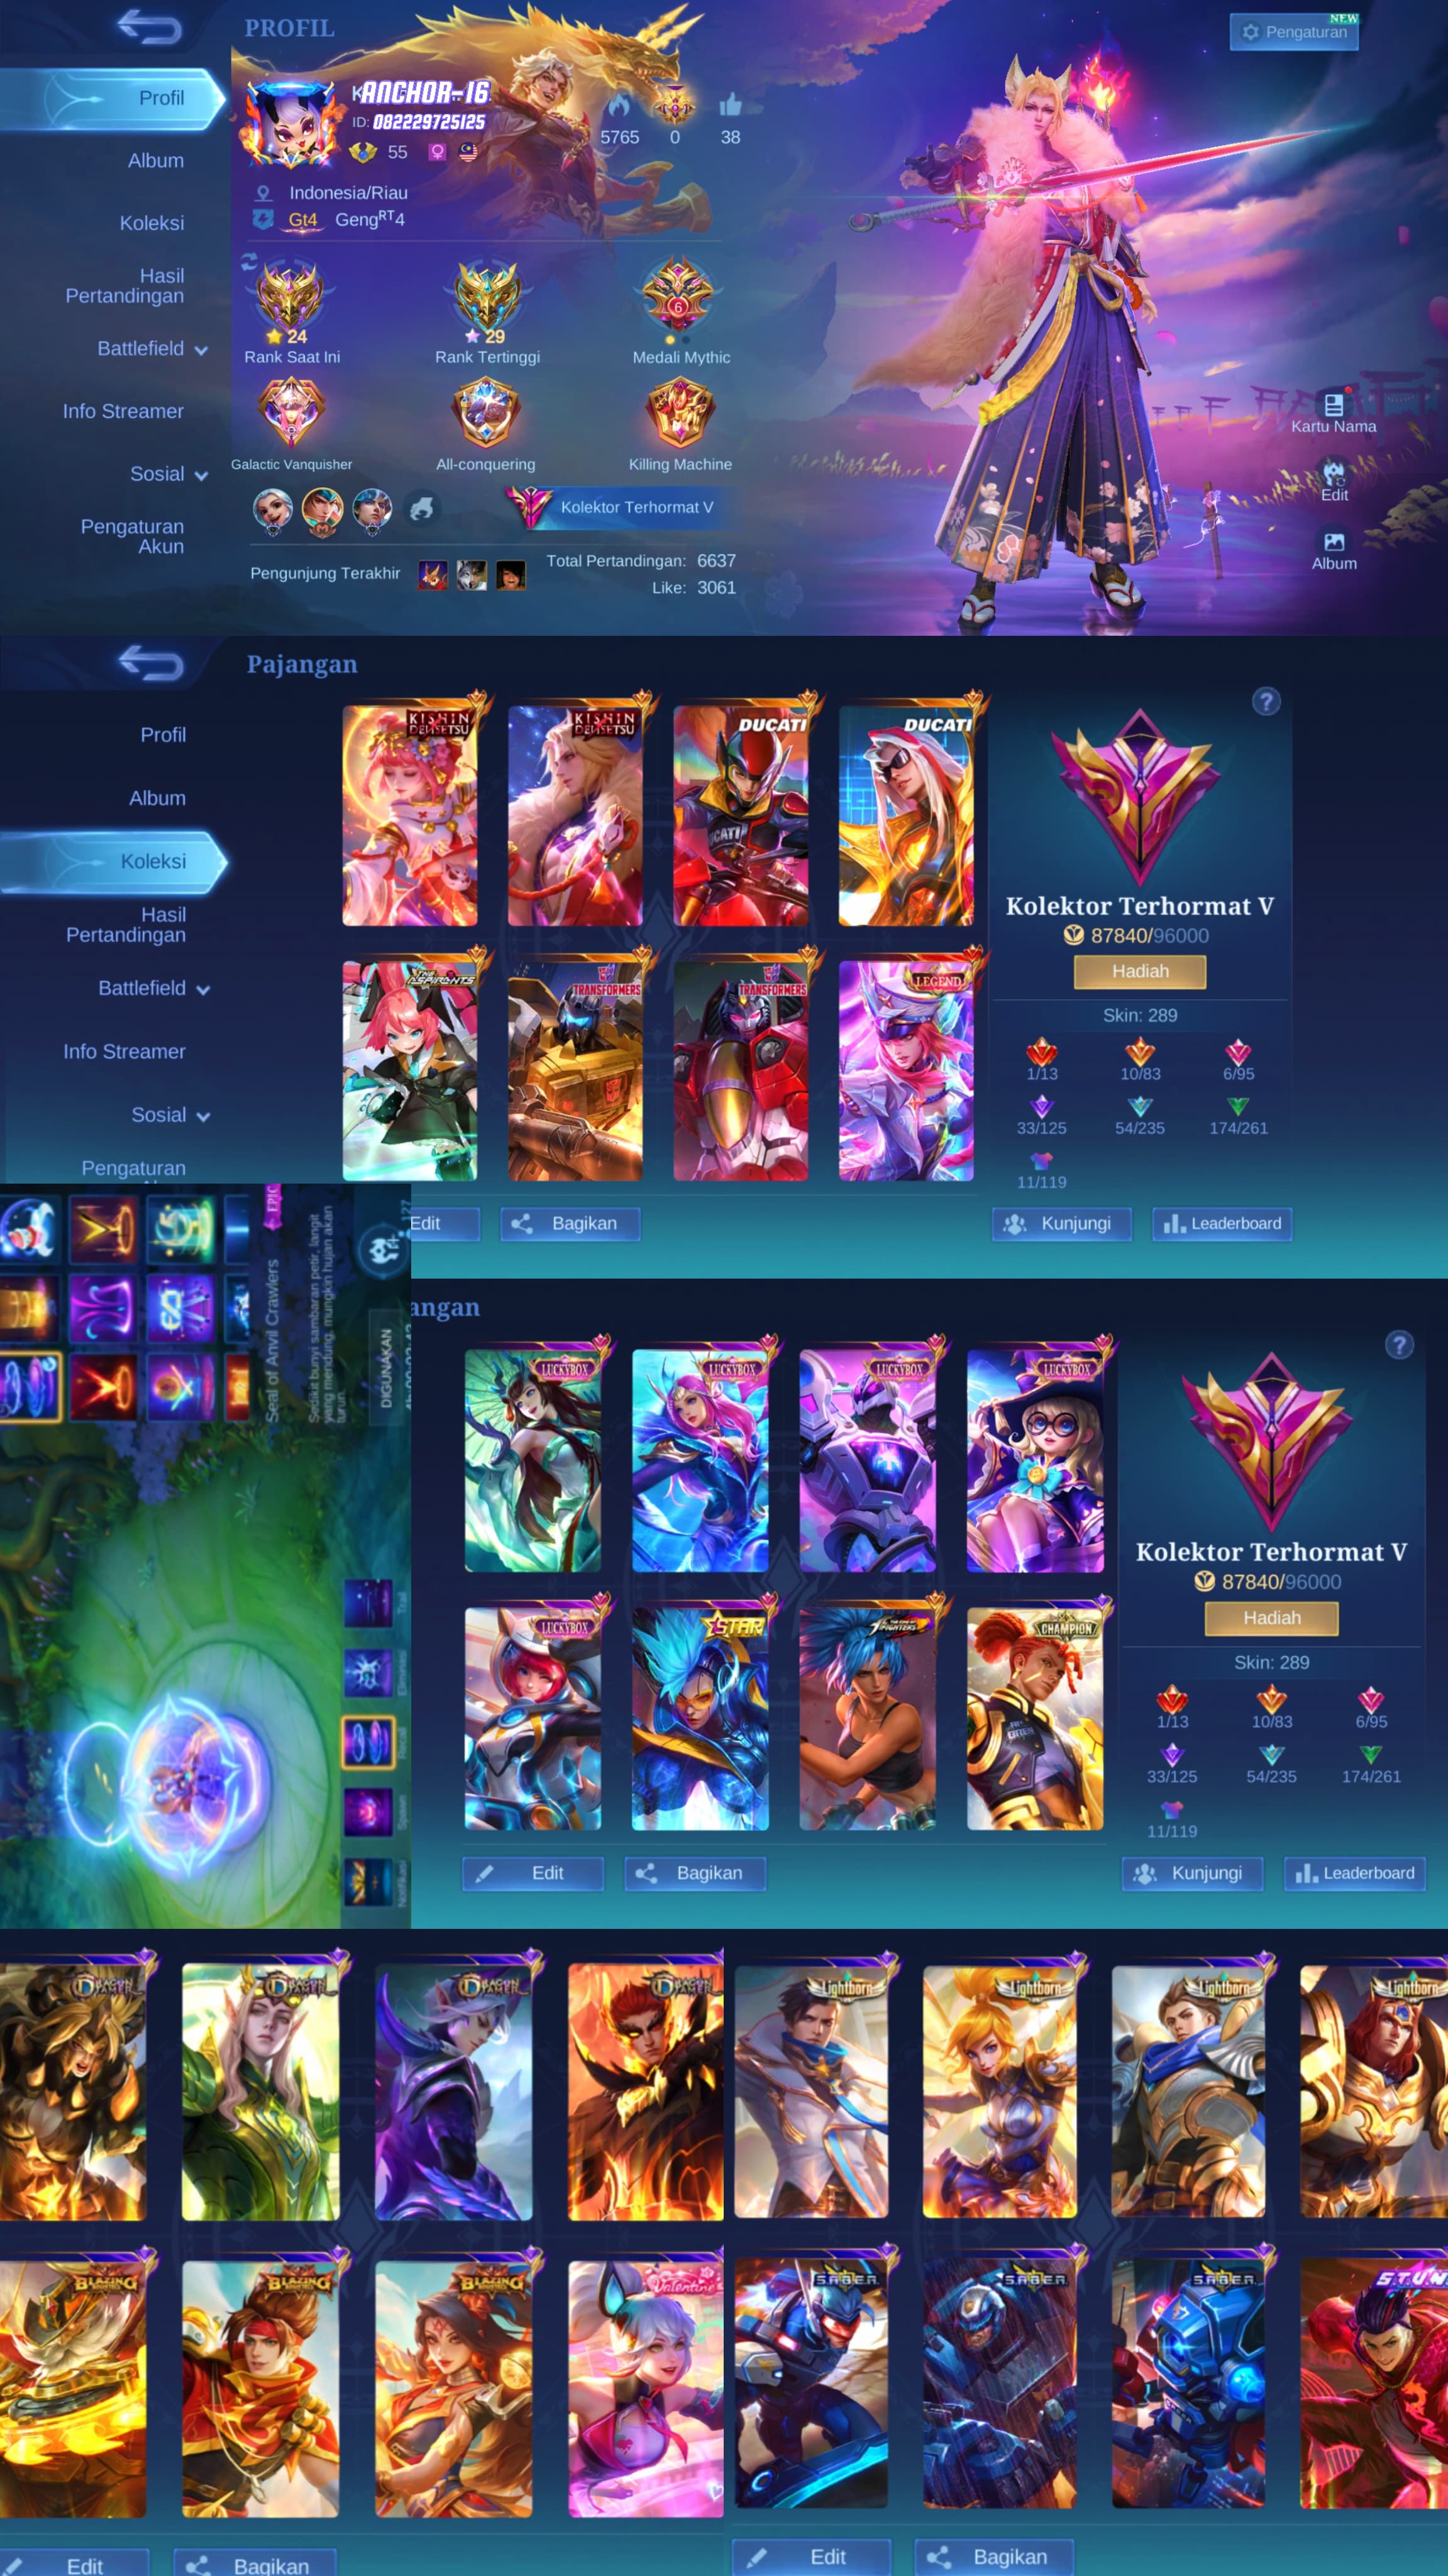 PROFIL
NEW
Pengaturan
Profil
ANCHOR-16
ID: 082229725125
55
5765
0
38
Album
Indonesia/Riau
Gt4 Geng RT4
Koleksi
Hasil
Pertandingan
24
29
6
Rank Saat Ini
Rank Tertinggi
Medali Mythic
Battlefield
Info Streamer
Kartu Nama
Galactic Vanquisher
All-conquering
Killing Machine
Sosial
Edit
Kolektor Terhormat V
Pengaturan
Akun
Album
Pengunjung Terakhir
Total Pertandingan: 6637
Like: 3061
Pajangan
?
Profil
Album
Koleksi
Hasil
Pertandingan
Battlefield
Info Streamer
Sosial
Pengaturan
KISHIN
DENSETSU
KISHIN
DENSETSU
DUCATI
DUCATI
THE ASPIRANTS
TRANSFORMERS
TRANSFORMERS
LEGEND
Kolektor Terhormat V
87840/96000
Hadiah
Skin: 289
1/13
10/83
6/95
33/125
54/235
174/261
11/119
Edit
Bagikan
Kunjungi
Leaderboard
EPIC
Seal of Anvil Crawlers
Sedikit bunyi sambaran petir, langit
yang mendung, mungkin hujan akan
turun.
DIGUNAKAN
Trail
Eliminasi
Recall
Spawn
Notifikasi
angan
?
LUCKYBOX
LUCKYBOX
LUCKYBOX
LUCKYBOX
LUCKYBOX
STAR
THE KING OF FIGHTERS
CHAMPION
Kolektor Terhormat V
87840/96000
Hadiah
Skin: 289
1/13
10/83
6/95
33/125
54/235
174/261
11/119
Edit
Bagikan
Kunjungi
Leaderboard
DRAGON
TAMER
DRAGON
TAMER
DRAGON
TAMER
DRAGON
TAMER
Lightborn
Lightborn
Lightborn
Lightborn
BLAZING
BLAZING
BLAZING
Valentine
S.A.B.E.R.
S.A.B.E.R.
S.A.B.E.R.
S.T.U.N
Edit
Bagikan
Edit
Bagikan